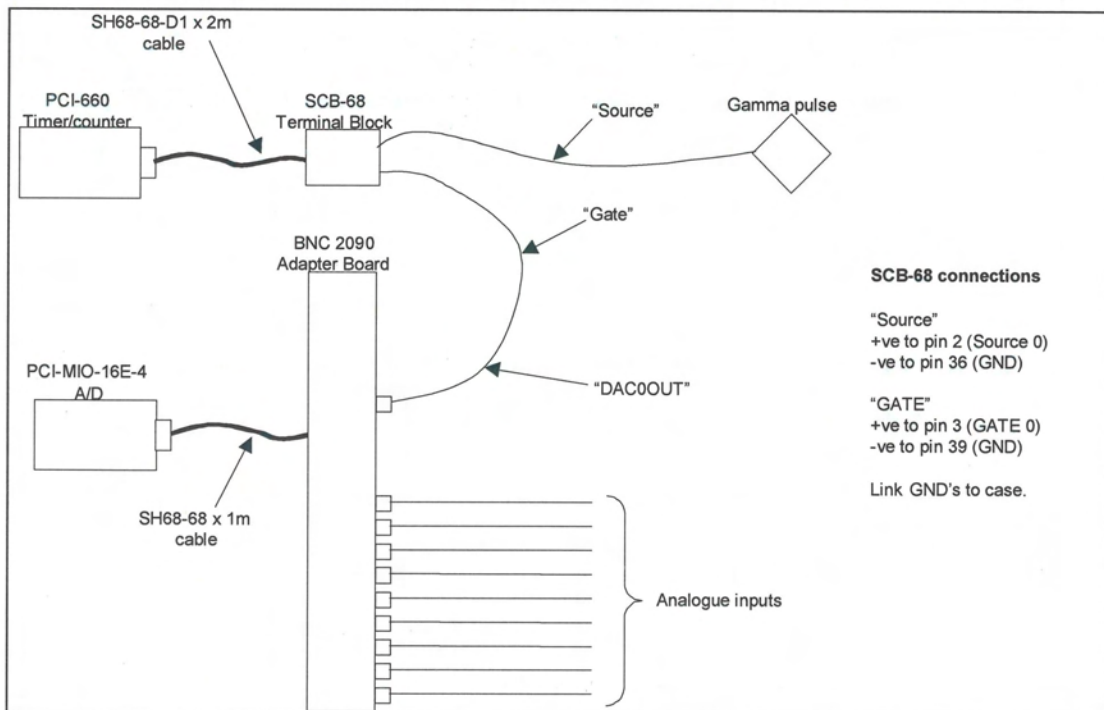 SH68-68-D1 x 2m
cable
PCI-660
Timer/counter
SCB-68
Terminal Block
"Source"
Gamma pulse
"Gate"
BNC 2090
Adapter Board
SCB-68 connections
"Source"
+ve to pin 2 (Source 0)
-ve to pin 36 (GND)
"GATE"
+ve to pin 3 (GATE 0)
-ve to pin 39 (GND)
Link GND's to case.
"DAC0OUT"
PCI-MIO-16E-4
A/D
SH68-68 x 1m
cable
Analogue inputs